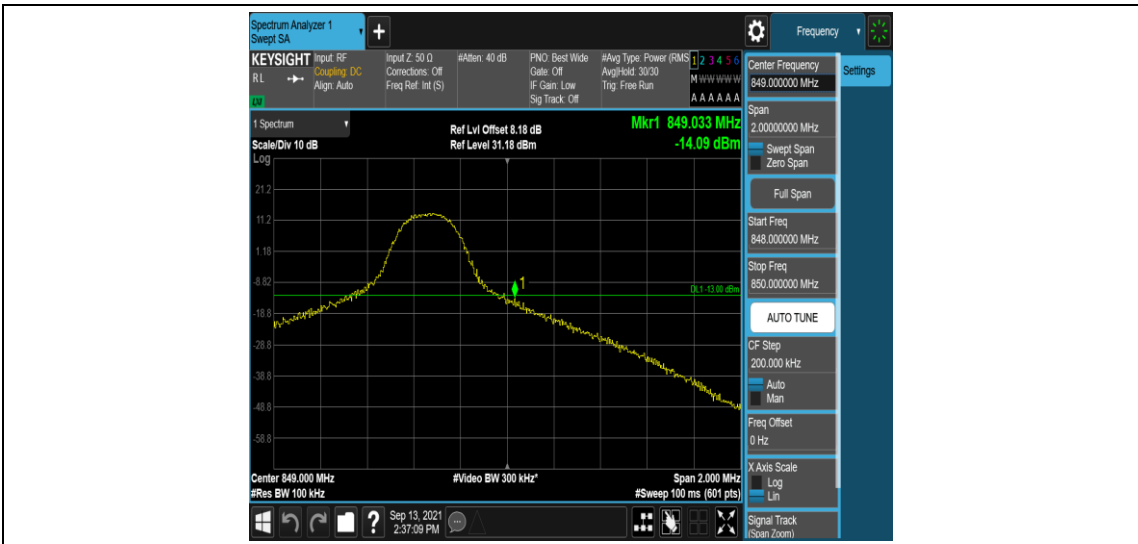 Spectrum Analyzer 1
Swept SA
Frequency
KEYSIGHT
RL
LXI
Input: RF
Coupling: DC
Align: Auto
Input Z: 50 Ω
Corrections: Off
Freq Ref: Int (S)
#Atten: 40 dB
PNO: Best Wide
Gate: Off
IF Gain: Low
Sig Track: Off
#Avg Type: Power (RMS
Avg|Hold: 30/30
Trig: Free Run
1 2 3 4 5 6
M W W W W W
A A A A A A
Center Frequency
849.000000 MHz
Settings
Span
2.00000000 MHz
Swept Span
Zero Span
Full Span
Start Freq
848.000000 MHz
Stop Freq
850.000000 MHz
AUTO TUNE
CF Step
200.000 kHz
Auto
Man
Freq Offset
0 Hz
X Axis Scale
Log
Lin
Signal Track
(Span Zoom)
1 Spectrum
Scale/Div 10 dB
Log
Ref Lvl Offset 8.18 dB
Ref Level 31.18 dBm
Mkr1 849.033 MHz
-14.09 dBm
21.2
11.2
1.18
-8.82
-18.8
-28.8
-38.8
-48.8
-58.8
1
DL1 -13.00 dBm
Center 849.000 MHz
#Res BW 100 kHz
#Video BW 300 kHz*
Span 2.000 MHz
#Sweep 100 ms (601 pts)
?
Sep 13, 2021
2:37:09 PM